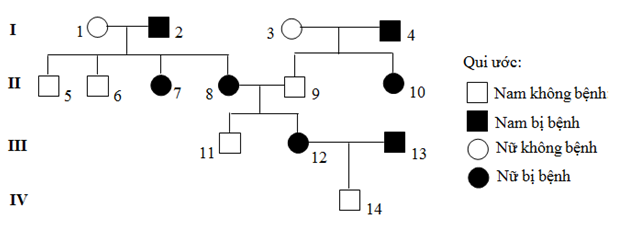 I 1 2 3 4
Qui ước:
II 5 6 7 8 9 10
Nam không bệnh
Nam bị bệnh
III 11 12 13
Nữ không bệnh
Nữ bị bệnh
IV 14